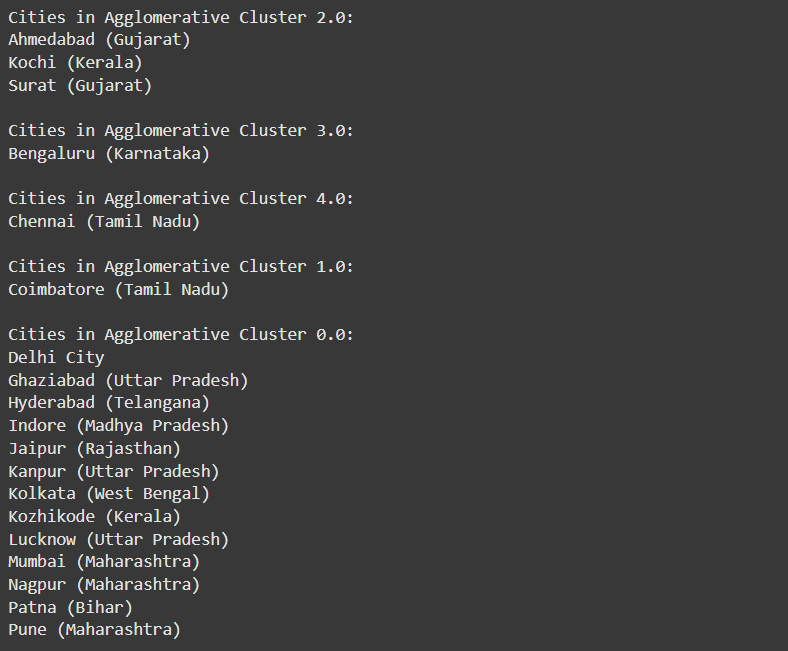 Cities in Agglomerative Cluster 2.0:
Ahmedabad (Gujarat)
Kochi (Kerala)
Surat (Gujarat)

Cities in Agglomerative Cluster 3.0:
Bengaluru (Karnataka)

Cities in Agglomerative Cluster 4.0:
Chennai (Tamil Nadu)

Cities in Agglomerative Cluster 1.0:
Coimbatore (Tamil Nadu)

Cities in Agglomerative Cluster 0.0:
Delhi City
Ghaziabad (Uttar Pradesh)
Hyderabad (Telangana)
Indore (Madhya Pradesh)
Jaipur (Rajasthan)
Kanpur (Uttar Pradesh)
Kolkata (West Bengal)
Kozhikode (Kerala)
Lucknow (Uttar Pradesh)
Mumbai (Maharashtra)
Nagpur (Maharashtra)
Patna (Bihar)
Pune (Maharashtra)